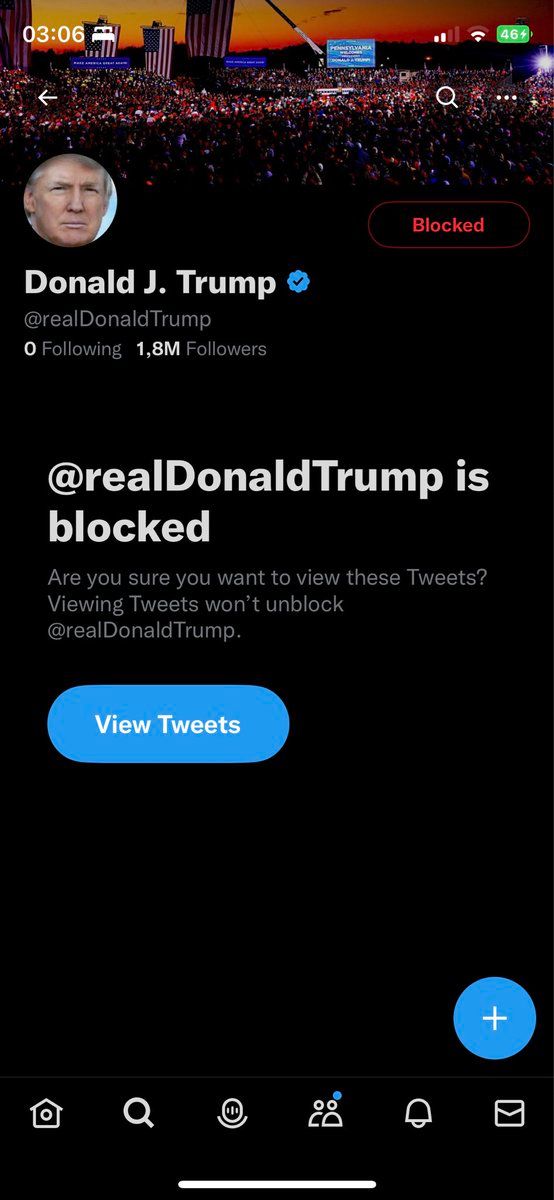 03:06
46
PENNSYLVANIA
WELCOMES
DONALD J. TRUMP!
MAKE AMERICA GREAT AGAIN!
Blocked
Donald J. Trump
@realDonaldTrump
0 Following 1,8M Followers
@realDonaldTrump is
blocked
Are you sure you want to view these Tweets?
Viewing Tweets won’t unblock
@realDonaldTrump.
View Tweets